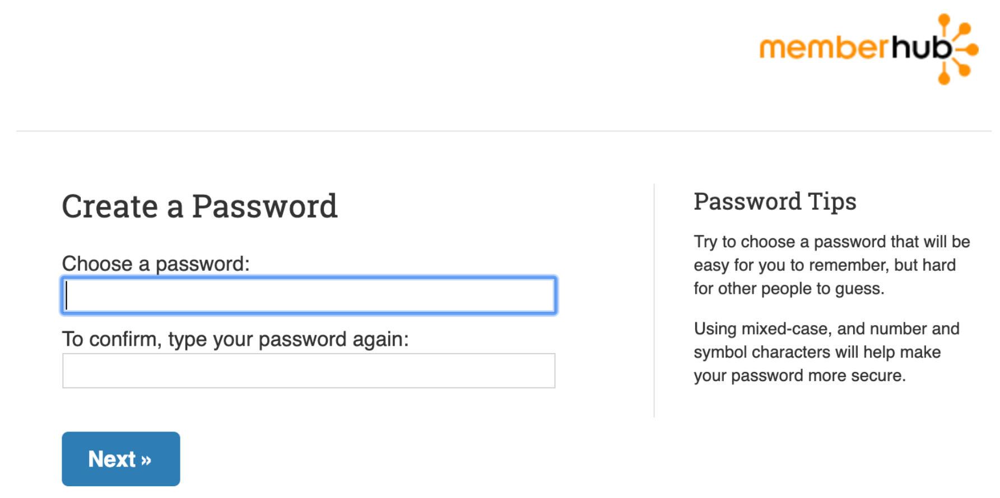 memberhub
Create a Password
Choose a password:
To confirm, type your password again:
Next »
Password Tips
Try to choose a password that will be
easy for you to remember, but hard
for other people to guess.
Using mixed-case, and number and
symbol characters will help make
your password more secure.